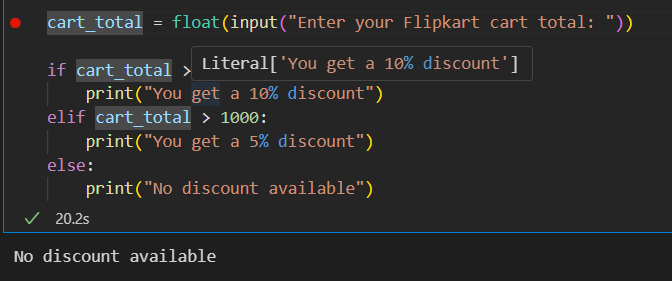 cart_total = float(input("Enter your Flipkart cart total: "))
if cart_total >
Literal['You get a 10% discount']
print("You get a 10% discount")
elif cart_total > 1000:
print("You get a 5% discount")
else:
print("No discount available")
20.2s
No discount available